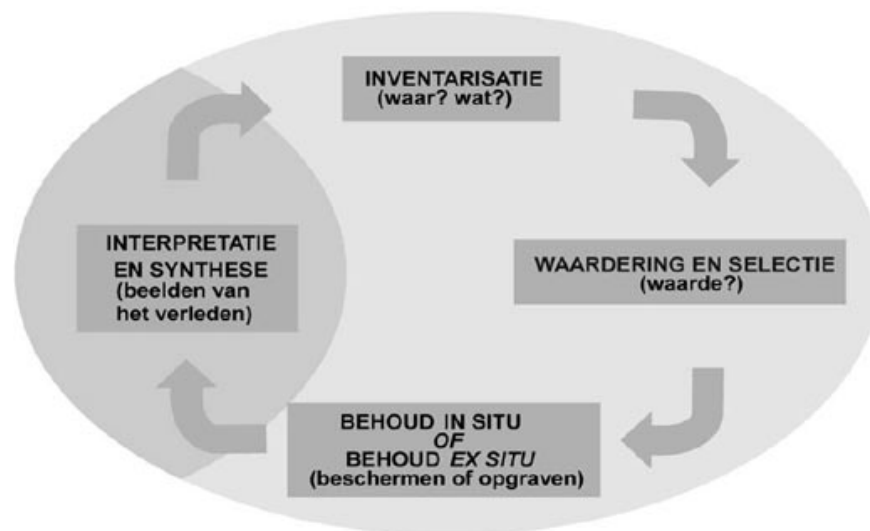 INVENTARISATIE
(waar? wat?)
WAARDERING EN SELECTIE
(waarde?)
BEHOUD IN SITU
OF
BEHOUD EX SITU
(beschermen of opgraven)
INTERPRETATIE
EN SYNTHESE
(beelden van
het verleden)